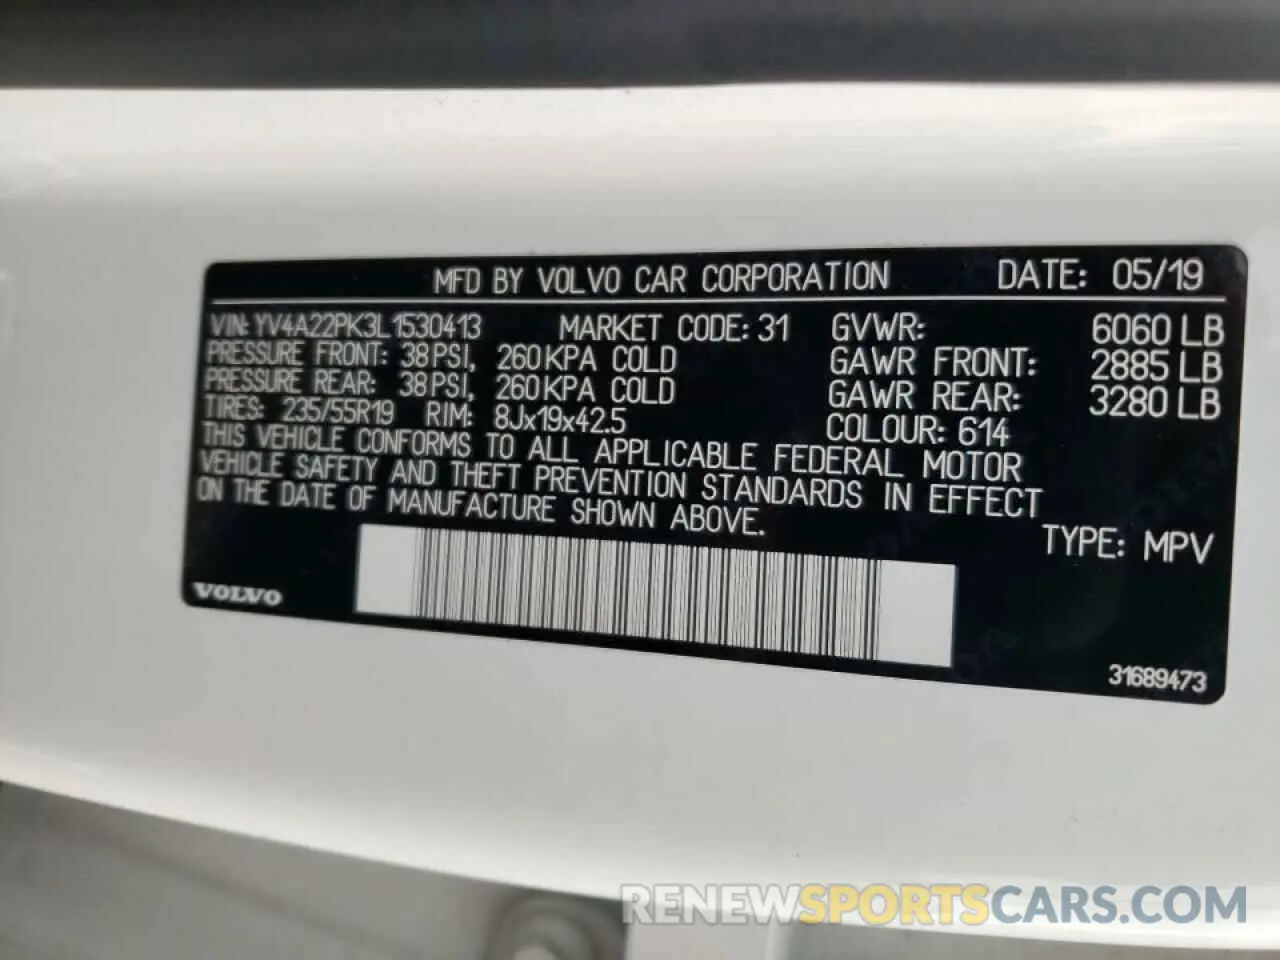 MFD BY VOLVO CAR CORPORATION DATE: 05/19
VIN: YV4A22PK3L1530413 MARKET CODE: 31 GVWR: 6060 LB
PRESSURE FRONT: 38 PSI, 260 KPA COLD GAWR FRONT: 2885 LB
PRESSURE REAR: 38 PSI, 260 KPA COLD GAWR REAR: 3280 LB
TIRES: 235/55R19 RIM: 8Jx19x42.5 COLOUR: 614
THIS VEHICLE CONFORMS TO ALL APPLICABLE FEDERAL MOTOR
VEHICLE SAFETY AND THEFT PREVENTION STANDARDS IN EFFECT
ON THE DATE OF MANUFACTURE SHOWN ABOVE.
TYPE: MPV
VOLVO
31689473
RENEWSPORTSCARS.COM